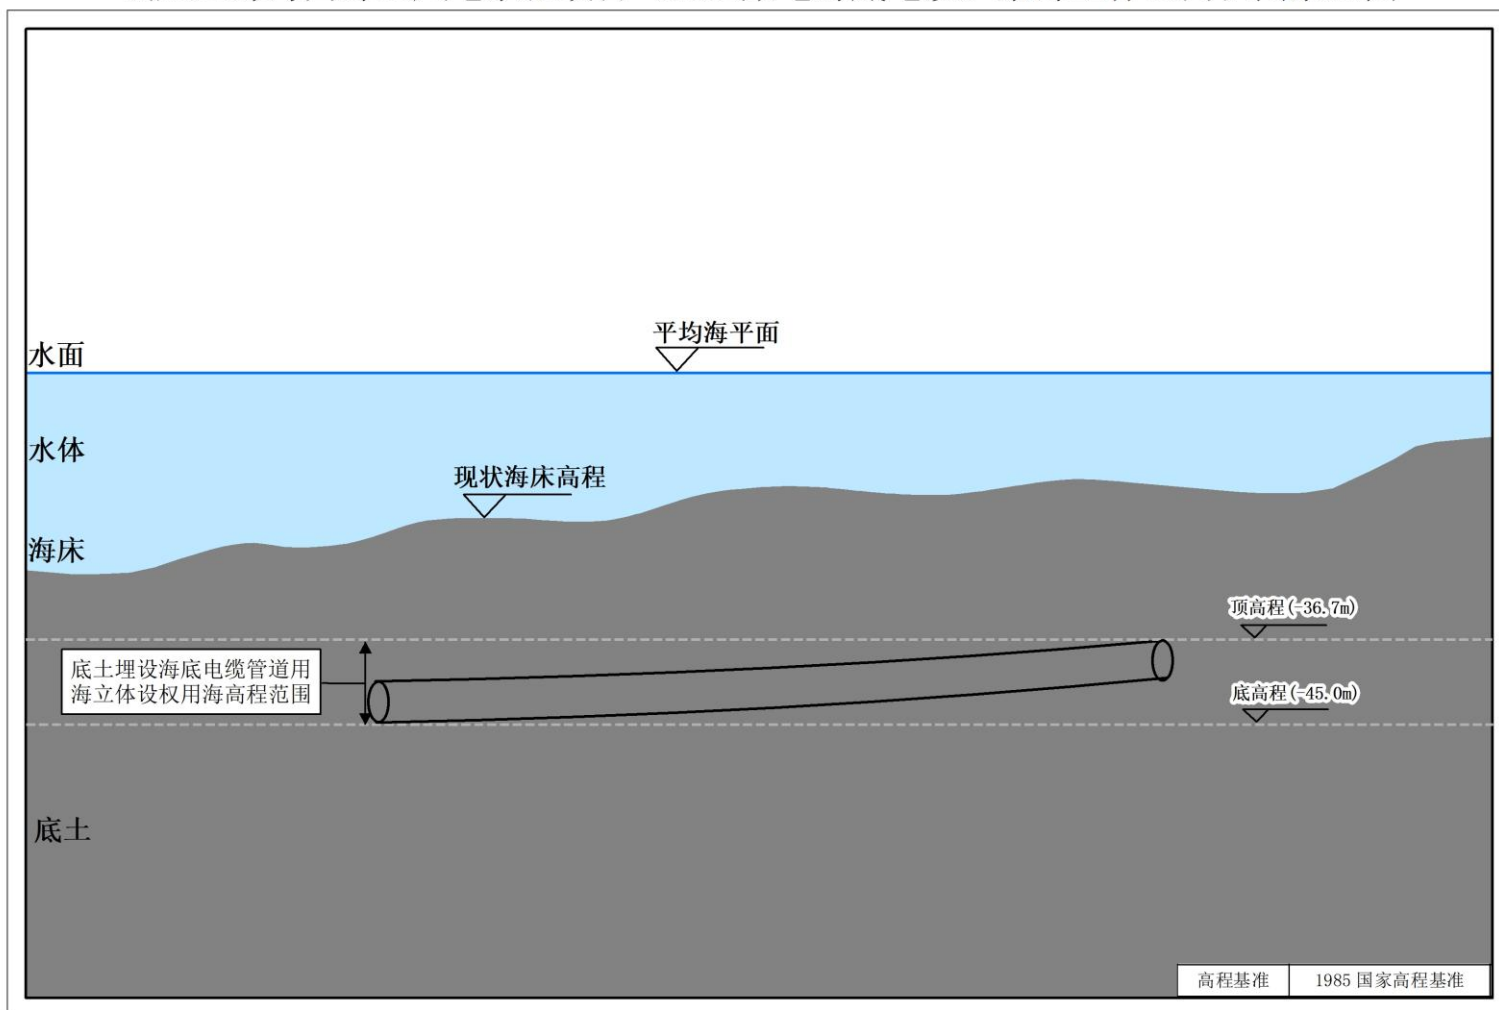 平均海平面
水面
水体
现状海床高程
海床
顶高程(-36.7m)
底土埋设海底电缆管道用
海立体设权用海高程范围
底高程(-45.0m)
底土
高程基准 1985 国家高程基准